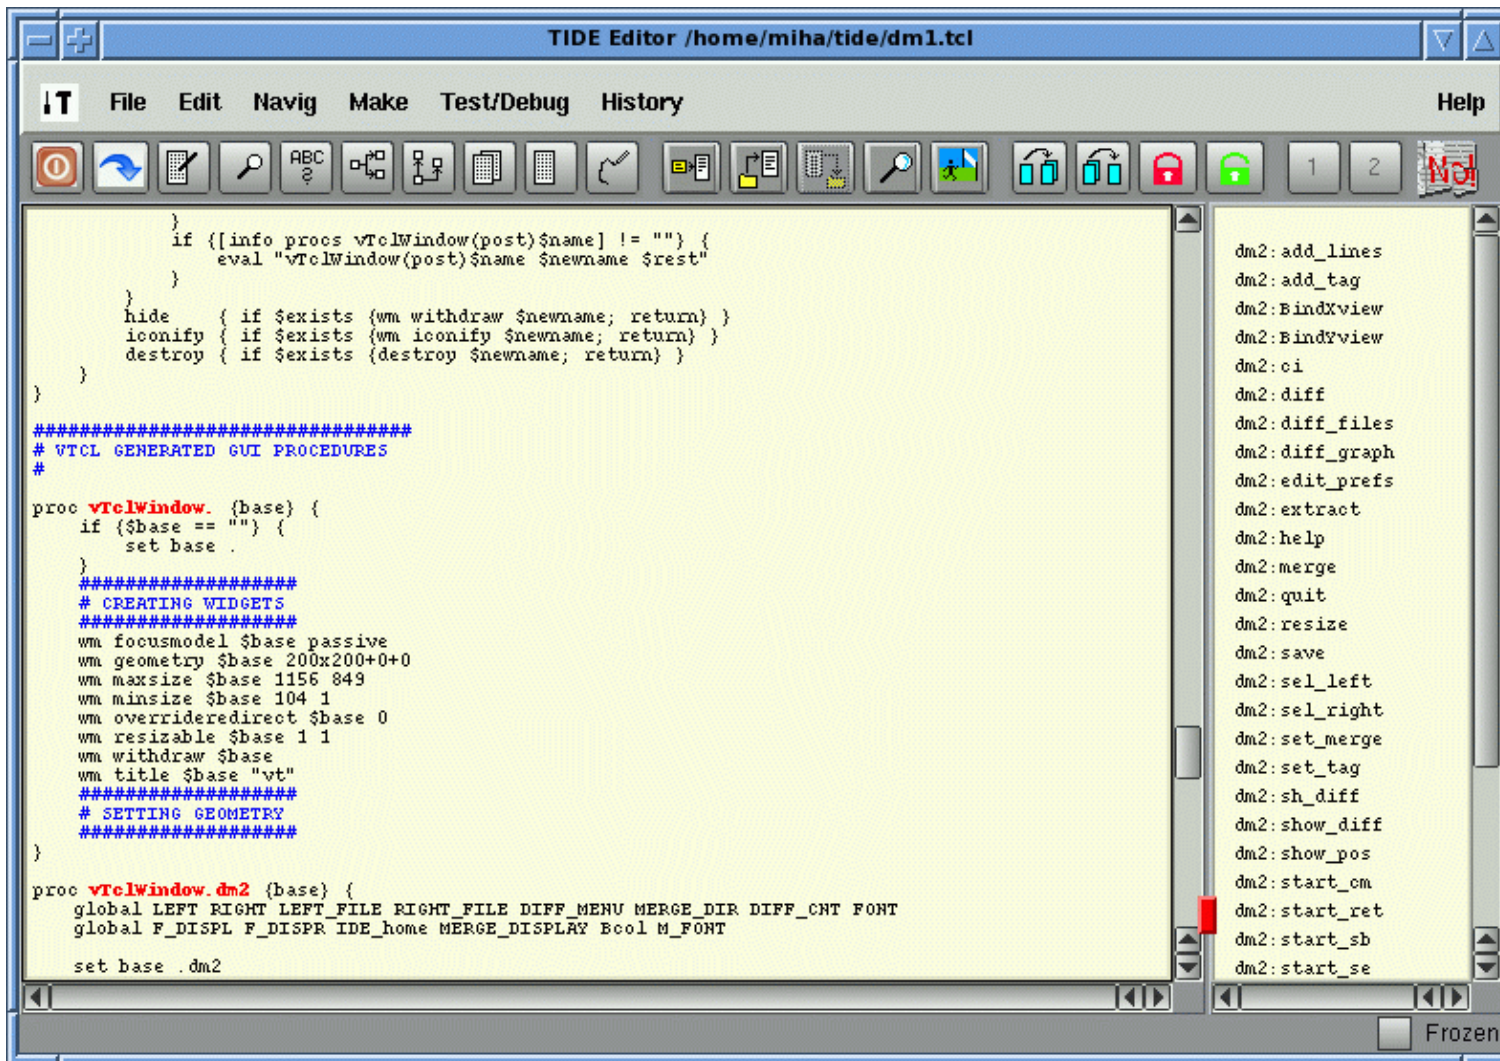 TIDE Editor /home/miha/tide/dm1.tcl
IT File Edit Navig Make Test/Debug History Help
ABC
?
1 2 No!
}
if {[info procs vTclWindow(post)$name] != ""} {
eval "vTclWindow(post)$name $newname $rest"
}
}
hide { if $exists {wm withdraw $newname; return} }
iconify { if $exists {wm iconify $newname; return} }
destroy { if $exists {destroy $newname; return} }
}
}
#################################
# VTCL GENERATED GUI PROCEDURES
#
proc vTclWindow. {base} {
if {$base == ""} {
set base .
}
###################
# CREATING WIDGETS
###################
wm focusmodel $base passive
wm geometry $base 200x200+0+0
wm maxsize $base 1156 849
wm minsize $base 104 1
wm overrideredirect $base 0
wm resizable $base 1 1
wm withdraw $base
wm title $base "vt"
###################
# SETTING GEOMETRY
###################
}
proc vTclWindow.dm2 {base} {
global LEFT RIGHT LEFT_FILE RIGHT_FILE DIFF_MENU MERGE_DIR DIFF_CNT FONT
global F_DISPL F_DISPR IDE_home MERGE_DISPLAY Bcol M_FONT
set base .dm2
dm2:add_lines
dm2:add_tag
dm2:BindXview
dm2:BindYview
dm2:ci
dm2:diff
dm2:diff_files
dm2:diff_graph
dm2:edit_prefs
dm2:extract
dm2:help
dm2:merge
dm2:quit
dm2:resize
dm2:save
dm2:sel_left
dm2:sel_right
dm2:set_merge
dm2:set_tag
dm2:sh_diff
dm2:show_diff
dm2:show_pos
dm2:start_cm
dm2:start_ret
dm2:start_sb
dm2:start_se
Frozen